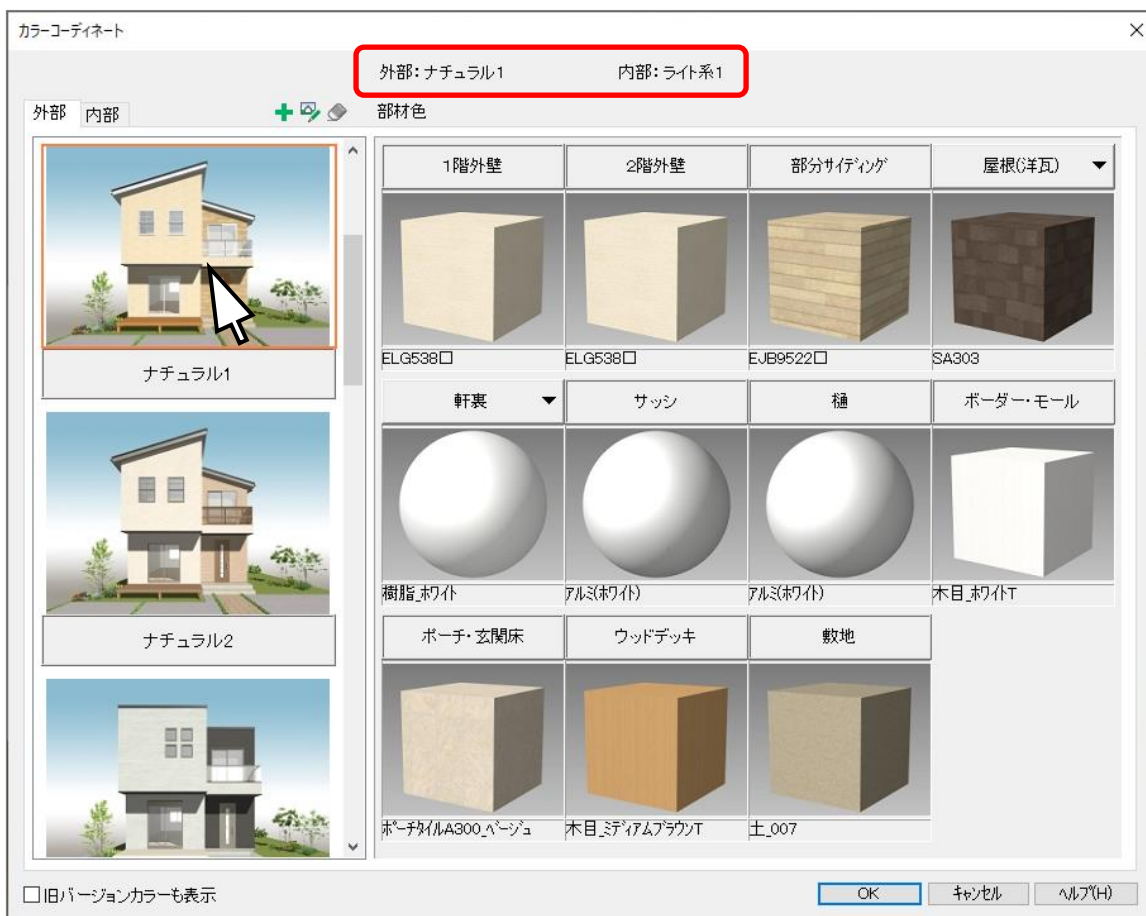 カラーコーディネート
外部：ナチュラル1 内部：ライト系1
外部 内部
部材色
1階外壁 2階外壁 部分ｻｲﾃﾞｨﾝｸﾞ 屋根(洋瓦)
ELG538□ ELG538□ EJB9522□ SA303
ナチュラル1
軒裏 サッシ 樋 ボーダー・モール
樹脂_ﾎﾜｲﾄ ｱﾙﾐ(ﾎﾜｲﾄ) ｱﾙﾐ(ﾎﾜｲﾄ) 木目_ﾎﾜｲﾄT
ナチュラル2
ポーチ・玄関床 ウッドデッキ 敷地
ﾎﾟｰﾁﾀｲﾙA300_ﾍﾞｰｼﾞｭ 木目_ﾐﾃﾞｨｱﾑﾌﾞﾗｳﾝT 土_007
旧バージョンカラーも表示
OK ｷｬﾝｾﾙ ﾍﾙﾌﾟ(H)